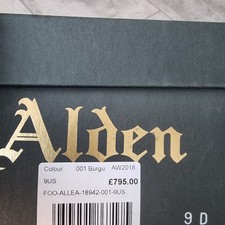 Alden
Colour 001 Burgu AW2018
9US £795.00
FOO-ALLEA-18942-001-9US
9 D